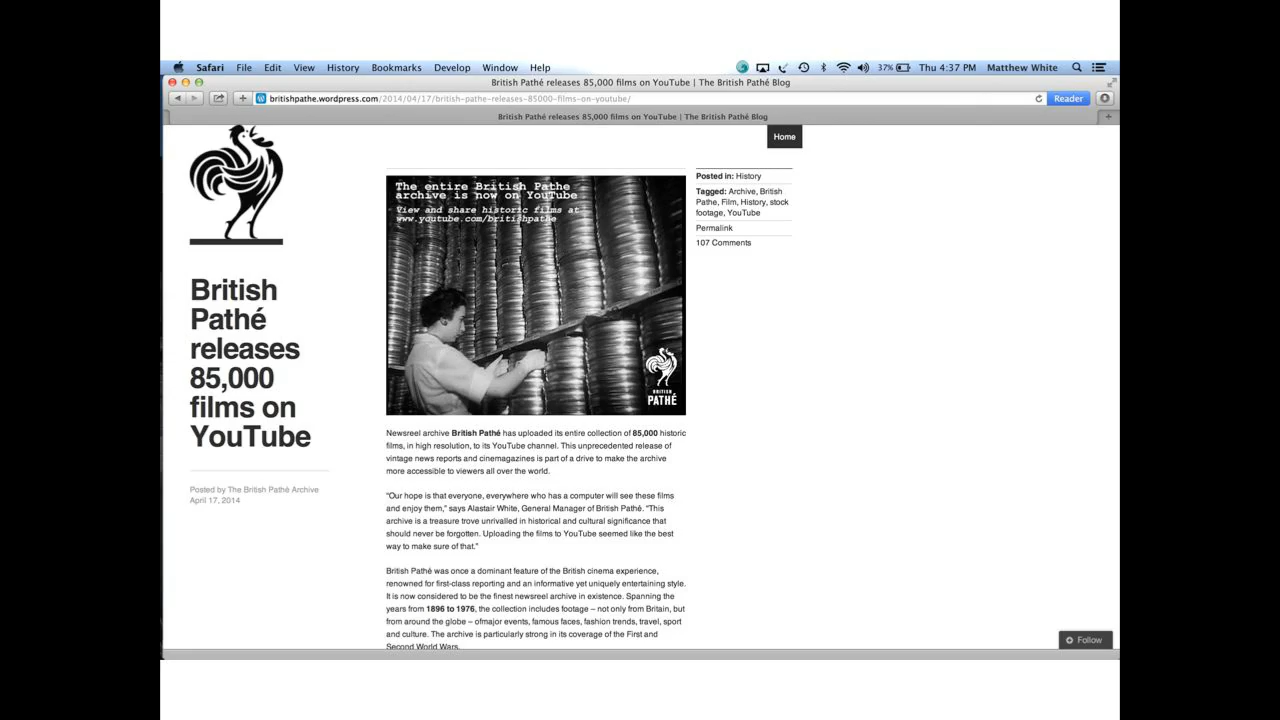 Safari File Edit View History Bookmarks Develop Window Help 37% Thu 4:37 PM Matthew White
British Pathé releases 85,000 films on YouTube | The British Pathé Blog
britishpathe.wordpress.com/2014/04/17/british-pathe-releases-85000-films-on-youtube/ Reader
British Pathé releases 85,000 films on YouTube | The British Pathé Blog
Home
British
Pathé
releases
85,000
films on
YouTube
Posted by The British Pathé Archive
April 17, 2014
The entire British Pathe
archive is now on YouTube
View and share historic films at
www.youtube.com/britishpathe
BRITISH
PATHÉ
Newsreel archive British Pathé has uploaded its entire collection of 85,000 historic
films, in high resolution, to its YouTube channel. This unprecedented release of
vintage news reports and cinemagazines is part of a drive to make the archive
more accessible to viewers all over the world.
“Our hope is that everyone, everywhere who has a computer will see these films
and enjoy them,” says Alastair White, General Manager of British Pathé. “This
archive is a treasure trove unrivalled in historical and cultural significance that
should never be forgotten. Uploading the films to YouTube seemed like the best
way to make sure of that.”
British Pathé was once a dominant feature of the British cinema experience,
renowned for first-class reporting and an informative yet uniquely entertaining style.
It is now considered to be the finest newsreel archive in existence. Spanning the
years from 1896 to 1976, the collection includes footage – not only from Britain, but
from around the globe – ofmajor events, famous faces, fashion trends, travel, sport
and culture. The archive is particularly strong in its coverage of the First and
Second World Wars.
Posted in: History
Tagged: Archive, British
Pathe, Film, History, stock
footage, YouTube
Permalink
107 Comments
Follow